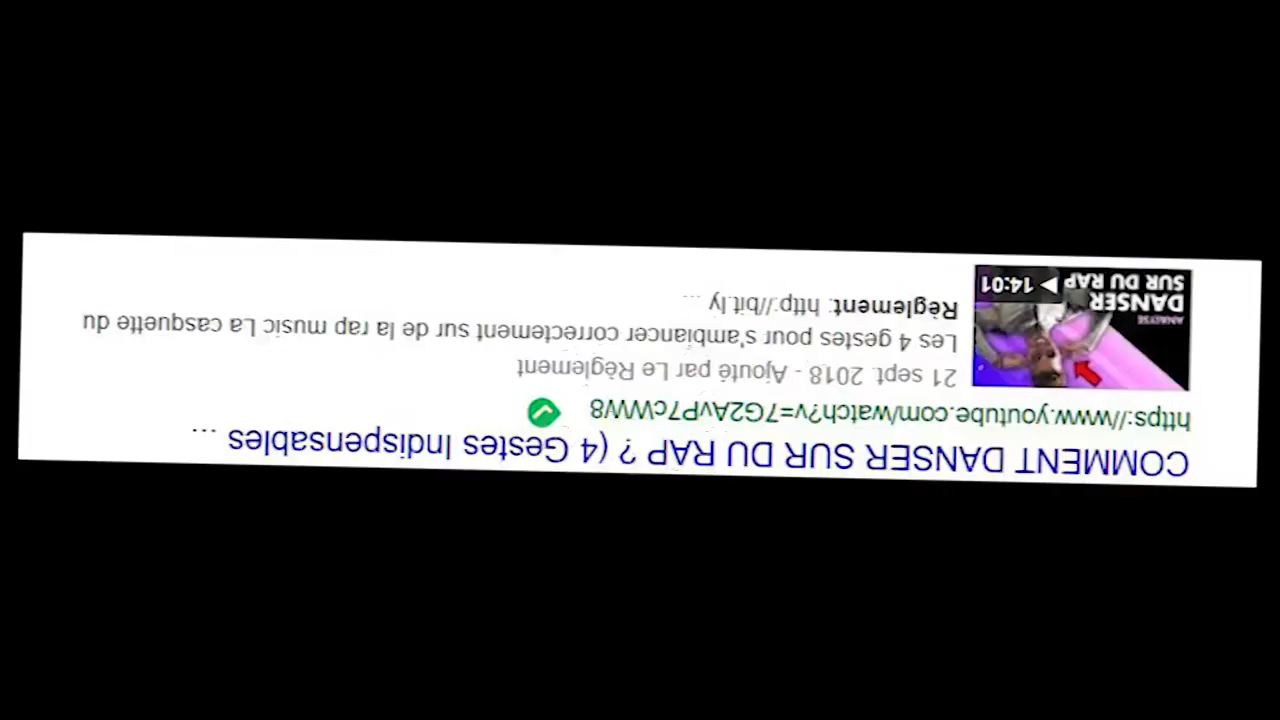 COMMENT DANSER SUR DU RAP ? (4 Gestes Indispensables ...
https://www.youtube.com/watch?v=7G2AvP7cWW8
21 sept. 2018 - Ajouté par Le Règlement
Les 4 gestes pour s'ambiancer correctement sur de la rap music La casquette du
Règlement: http://bit.ly ...
ANALYSE
DANSER
SUR DU RAP
14:01